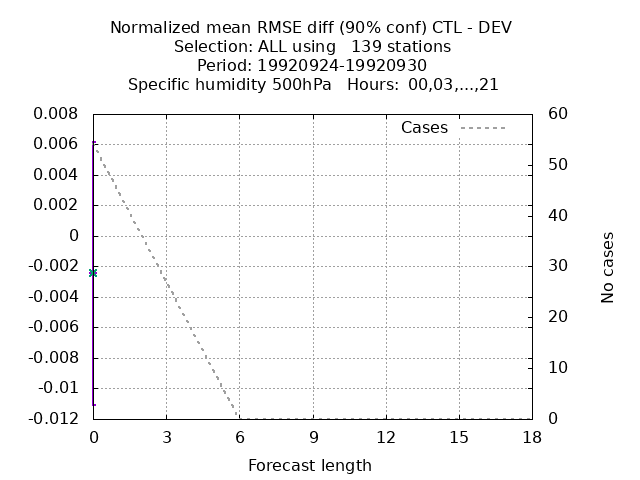 Normalized mean RMSE diff (90% conf) CTL - DEV
Selection: ALL using   139 stations
Period: 19920924-19920930
Specific humidity 500hPa   Hours: 00,03,...,21
Cases
0.008
0.006
0.004
0.002
0
-0.002
-0.004
-0.006
-0.008
-0.01
-0.012
60
50
40
30
20
10
0
No cases
0 3 6 9 12 15 18
Forecast length